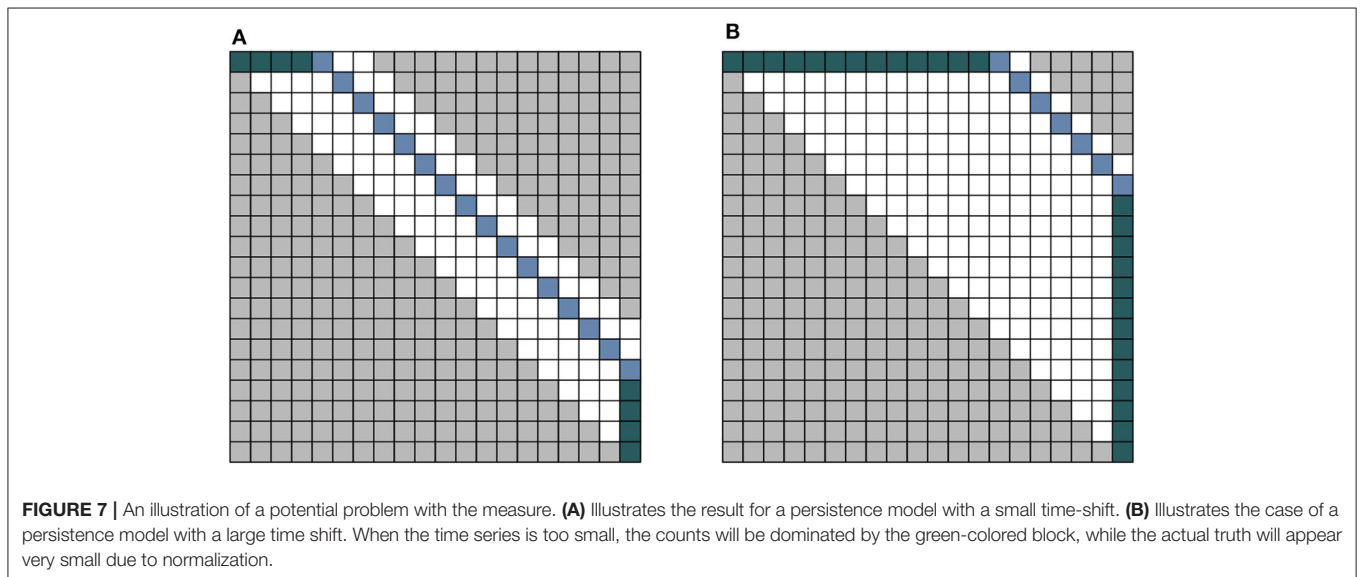 A
B
FIGURE 7 | An illustration of a potential problem with the measure. (A) Illustrates the result for a persistence model with a small time-shift. (B) Illustrates the case of a
persistence model with a large time shift. When the time series is too small, the counts will be dominated by the green-colored block, while the actual truth will appear
very small due to normalization.